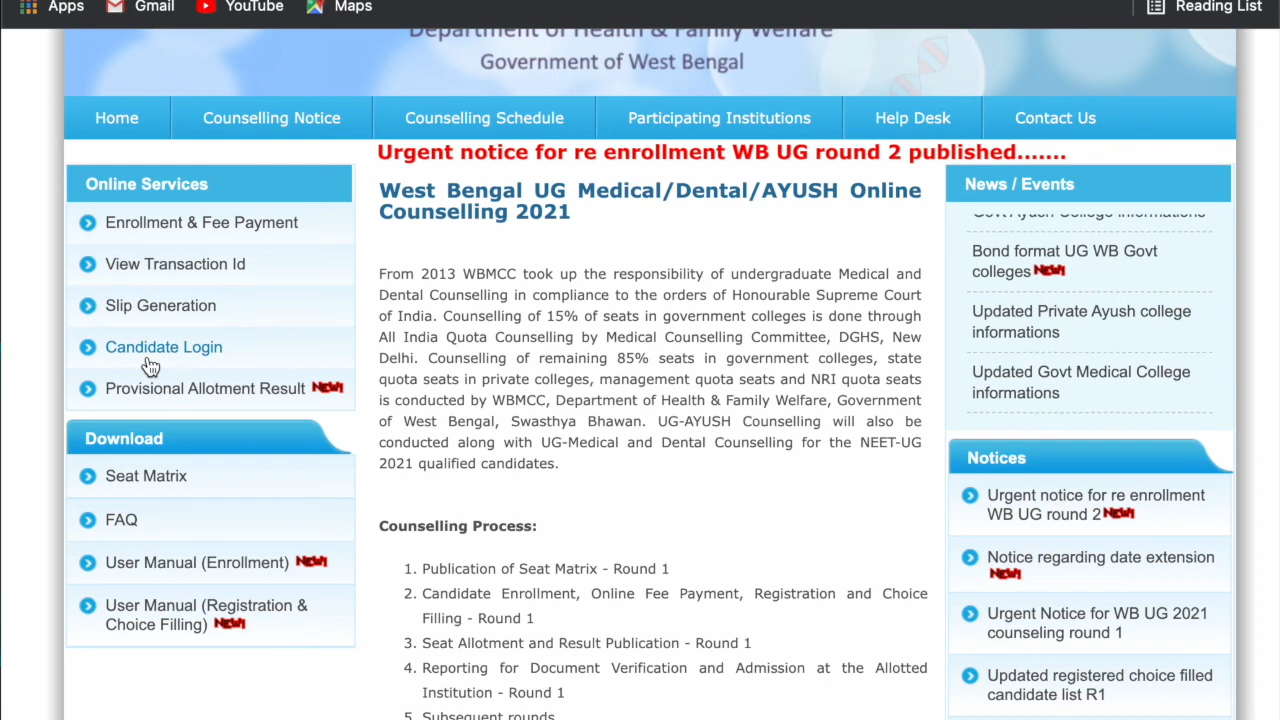 Apps
Gmail
YouTube
Maps
Reading List
Department of Health & Family Welfare
Government of West Bengal
Home
Counselling Notice
Counselling Schedule
Participating Institutions
Help Desk
Contact Us
Urgent notice for re enrollment WB UG round 2 published.......
Online Services
Enrollment & Fee Payment
View Transaction Id
Slip Generation
Candidate Login
Provisional Allotment Result NEW!
Download
Seat Matrix
FAQ
User Manual (Enrollment) NEW!
User Manual (Registration &
Choice Filling) NEW!
West Bengal UG Medical/Dental/AYUSH Online
Counselling 2021
From 2013 WBMCC took up the responsibility of undergraduate Medical and
Dental Counselling in compliance to the orders of Honourable Supreme Court
of India. Counselling of 15% of seats in government colleges is done through
All India Quota Counselling by Medical Counselling Committee, DGHS, New
Delhi. Counselling of remaining 85% seats in government colleges, state
quota seats in private colleges, management quota seats and NRI quota seats
is conducted by WBMCC, Department of Health & Family Welfare, Government
of West Bengal, Swasthya Bhawan. UG-AYUSH Counselling will also be
conducted along with UG-Medical and Dental Counselling for the NEET-UG
2021 qualified candidates.
Counselling Process:
1. Publication of Seat Matrix - Round 1
2. Candidate Enrollment, Online Fee Payment, Registration and Choice
Filling - Round 1
3. Seat Allotment and Result Publication - Round 1
4. Reporting for Document Verification and Admission at the Allotted
Institution - Round 1
5. Subsequent rounds
News / Events
Govt Ayush College informations
Bond format UG WB Govt
colleges NEW!
Updated Private Ayush college
informations
Updated Govt Medical College
informations
Notices
Urgent notice for re enrollment
WB UG round 2 NEW!
Notice regarding date extension
NEW!
Urgent Notice for WB UG 2021
counseling round 1
Updated registered choice filled
candidate list R1